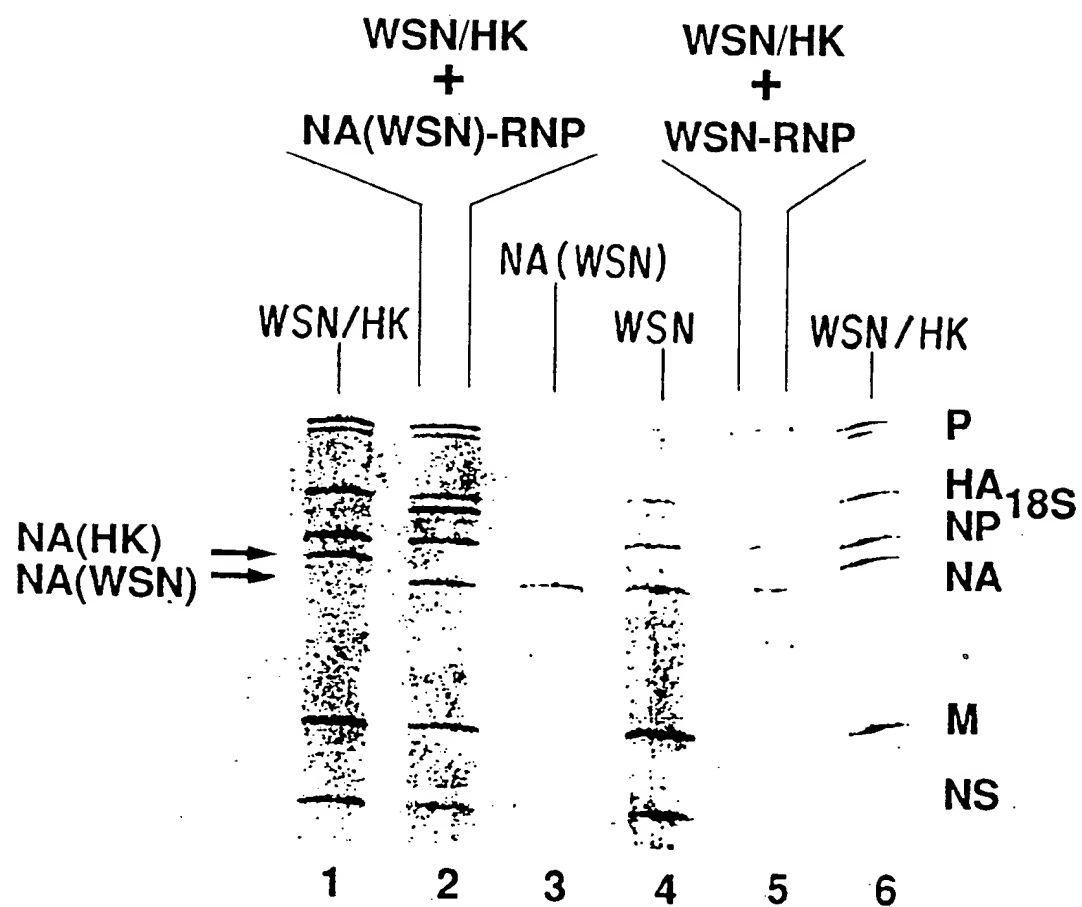 WSN/HK
+
NA(WSN)-RNP
WSN/HK
+
WSN-RNP
NA(WSN)
WSN/HK
WSN
WSN/HK
P
HA
18S
NP
NA
M
NS
NA(HK)
NA(WSN)
1 2 3 4 5 6